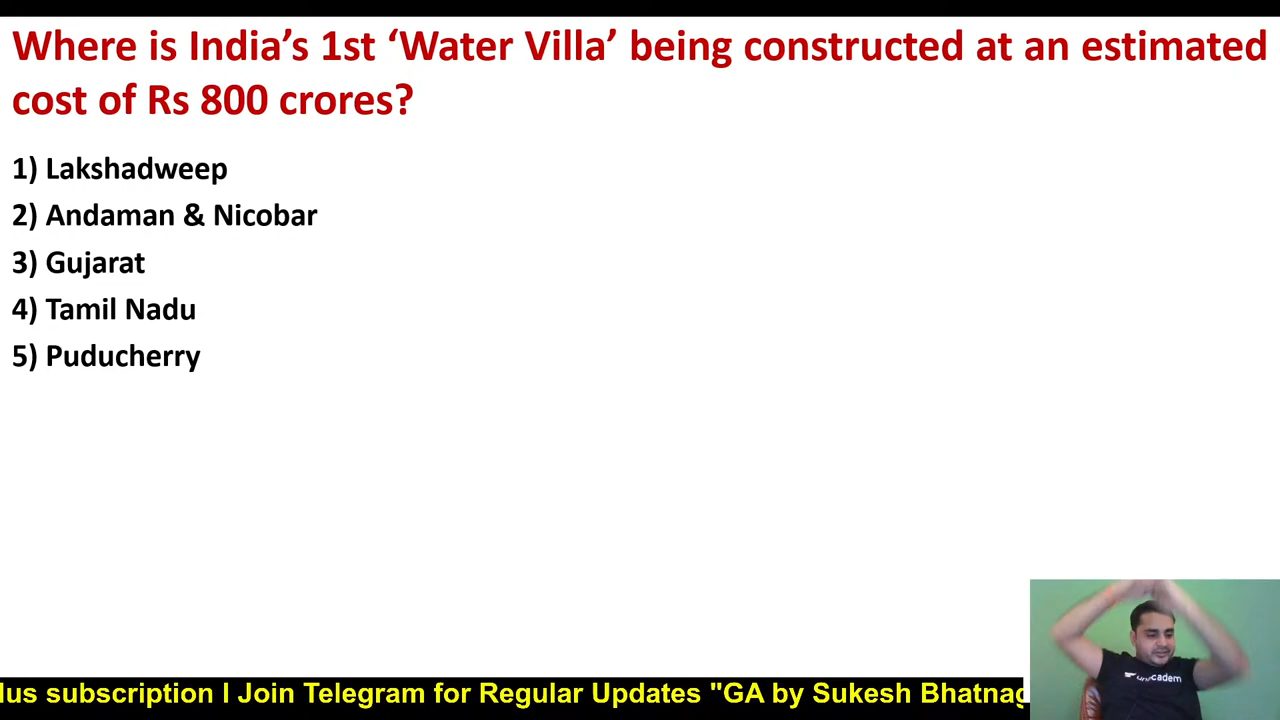 Where is India’s 1st ‘Water Villa’ being constructed at an estimated
cost of Rs 800 crores?
1) Lakshadweep
2) Andaman & Nicobar
3) Gujarat
4) Tamil Nadu
5) Puducherry
lus subscription I Join Telegram for Regular Updates "GA by Sukesh Bhatnag